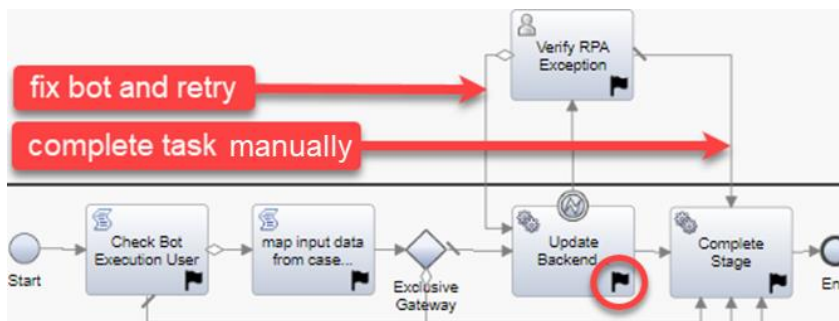 Verify RPA
Exception
fix bot and retry
complete task manually
Check Bot
Execution User
map input data
from case...
Update
Backend
Complete
Stage
Start
Exclusive
Gateway
En